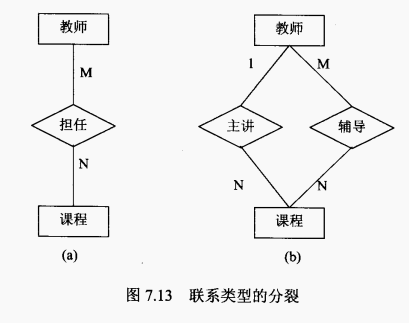 教师 教师
M 1 M
担任 主讲 辅导
N N N
课程 课程
(a) (b)
图 7.13 联系类型的分裂